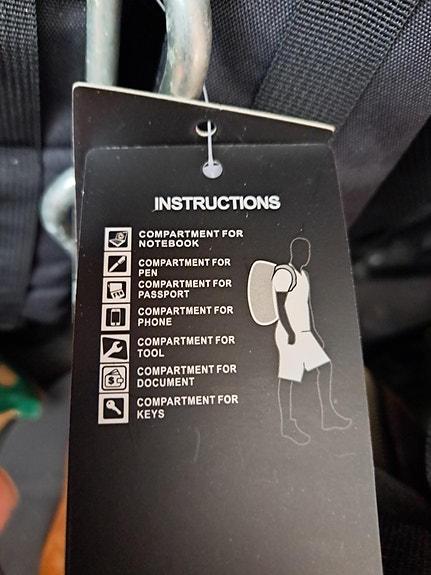 INSTRUCTIONS
COMPARTMENT FOR
NOTEBOOK
COMPARTMENT FOR
PEN
COMPARTMENT FOR
PASSPORT
COMPARTMENT FOR
PHONE
COMPARTMENT FOR
TOOL
COMPARTMENT FOR
DOCUMENT
COMPARTMENT FOR
KEYS